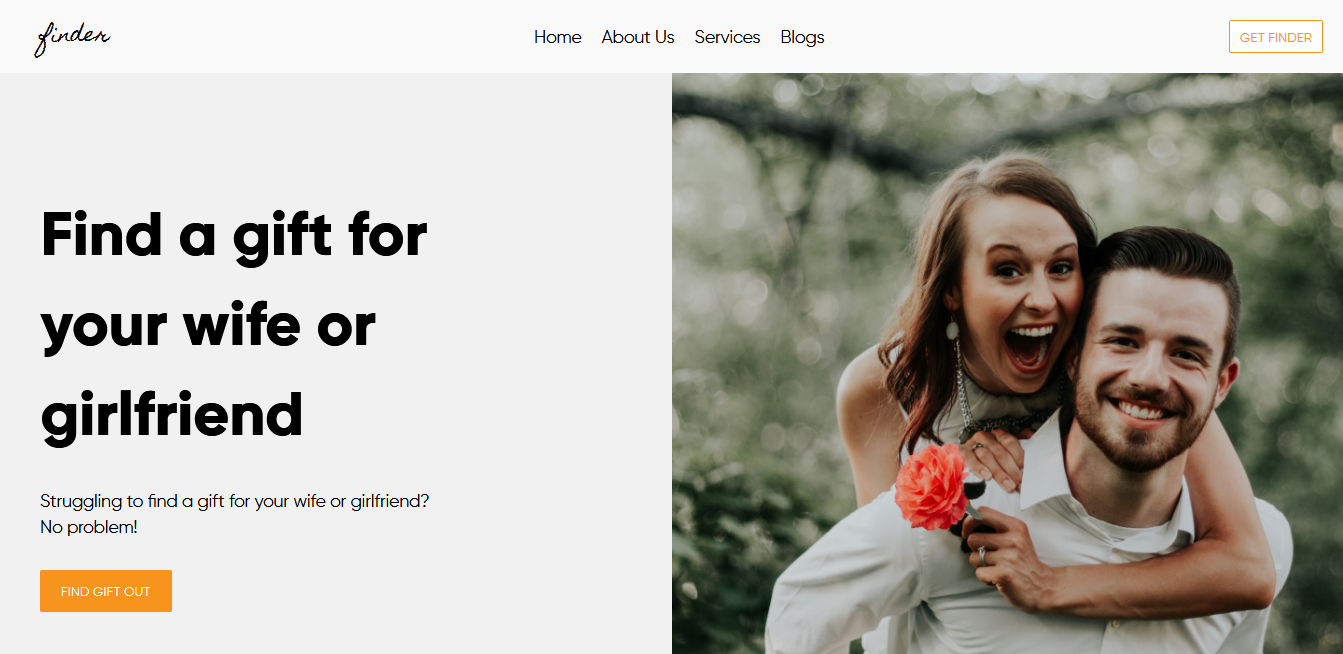 finder
Home
About Us
Services
Blogs
GET FINDER
Find a gift for
your wife or
girlfriend
Struggling to find a gift for your wife or girlfriend?
No problem!
FIND GIFT OUT